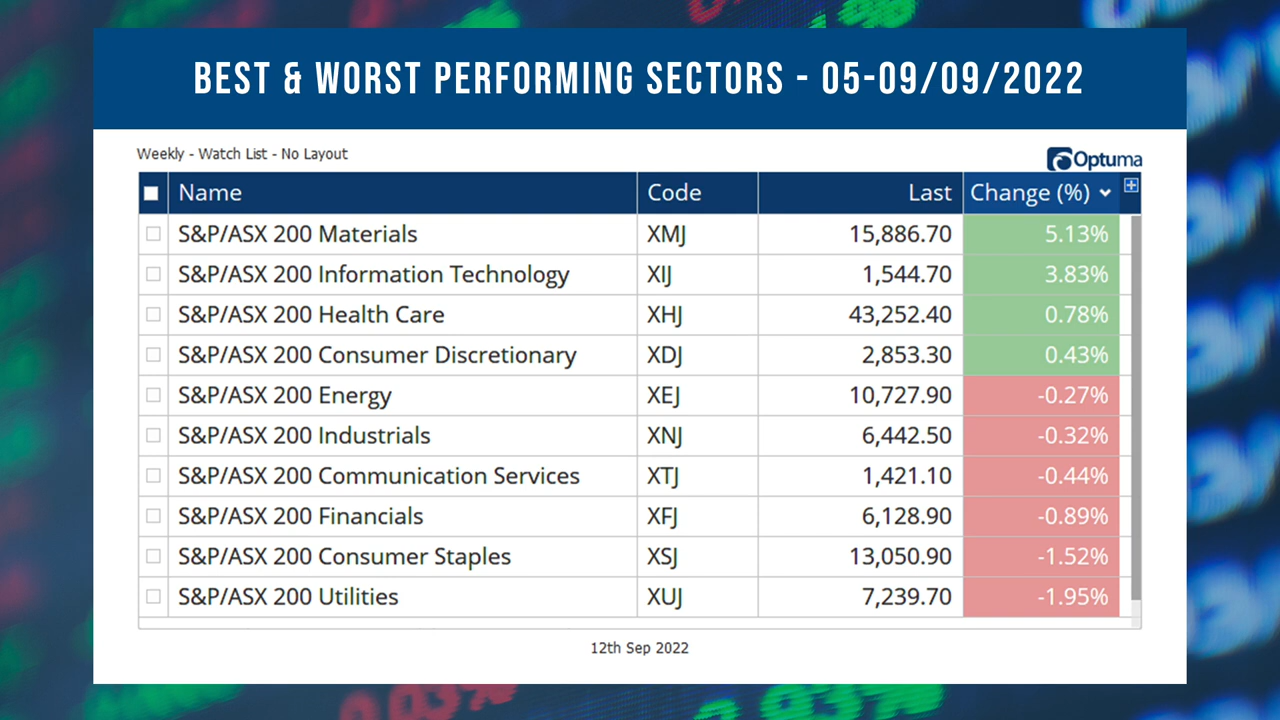 BEST & WORST PERFORMING SECTORS - 05-09/09/2022
Weekly - Watch List - No Layout
Optuma
Name Code Last Change (%)
S&P/ASX 200 Materials XMJ 15,886.70 5.13%
S&P/ASX 200 Information Technology XIJ 1,544.70 3.83%
S&P/ASX 200 Health Care XHJ 43,252.40 0.78%
S&P/ASX 200 Consumer Discretionary XDJ 2,853.30 0.43%
S&P/ASX 200 Energy XEJ 10,727.90 -0.27%
S&P/ASX 200 Industrials XNJ 6,442.50 -0.32%
S&P/ASX 200 Communication Services XTJ 1,421.10 -0.44%
S&P/ASX 200 Financials XFJ 6,128.90 -0.89%
S&P/ASX 200 Consumer Staples XSJ 13,050.90 -1.52%
S&P/ASX 200 Utilities XUJ 7,239.70 -1.95%
12th Sep 2022